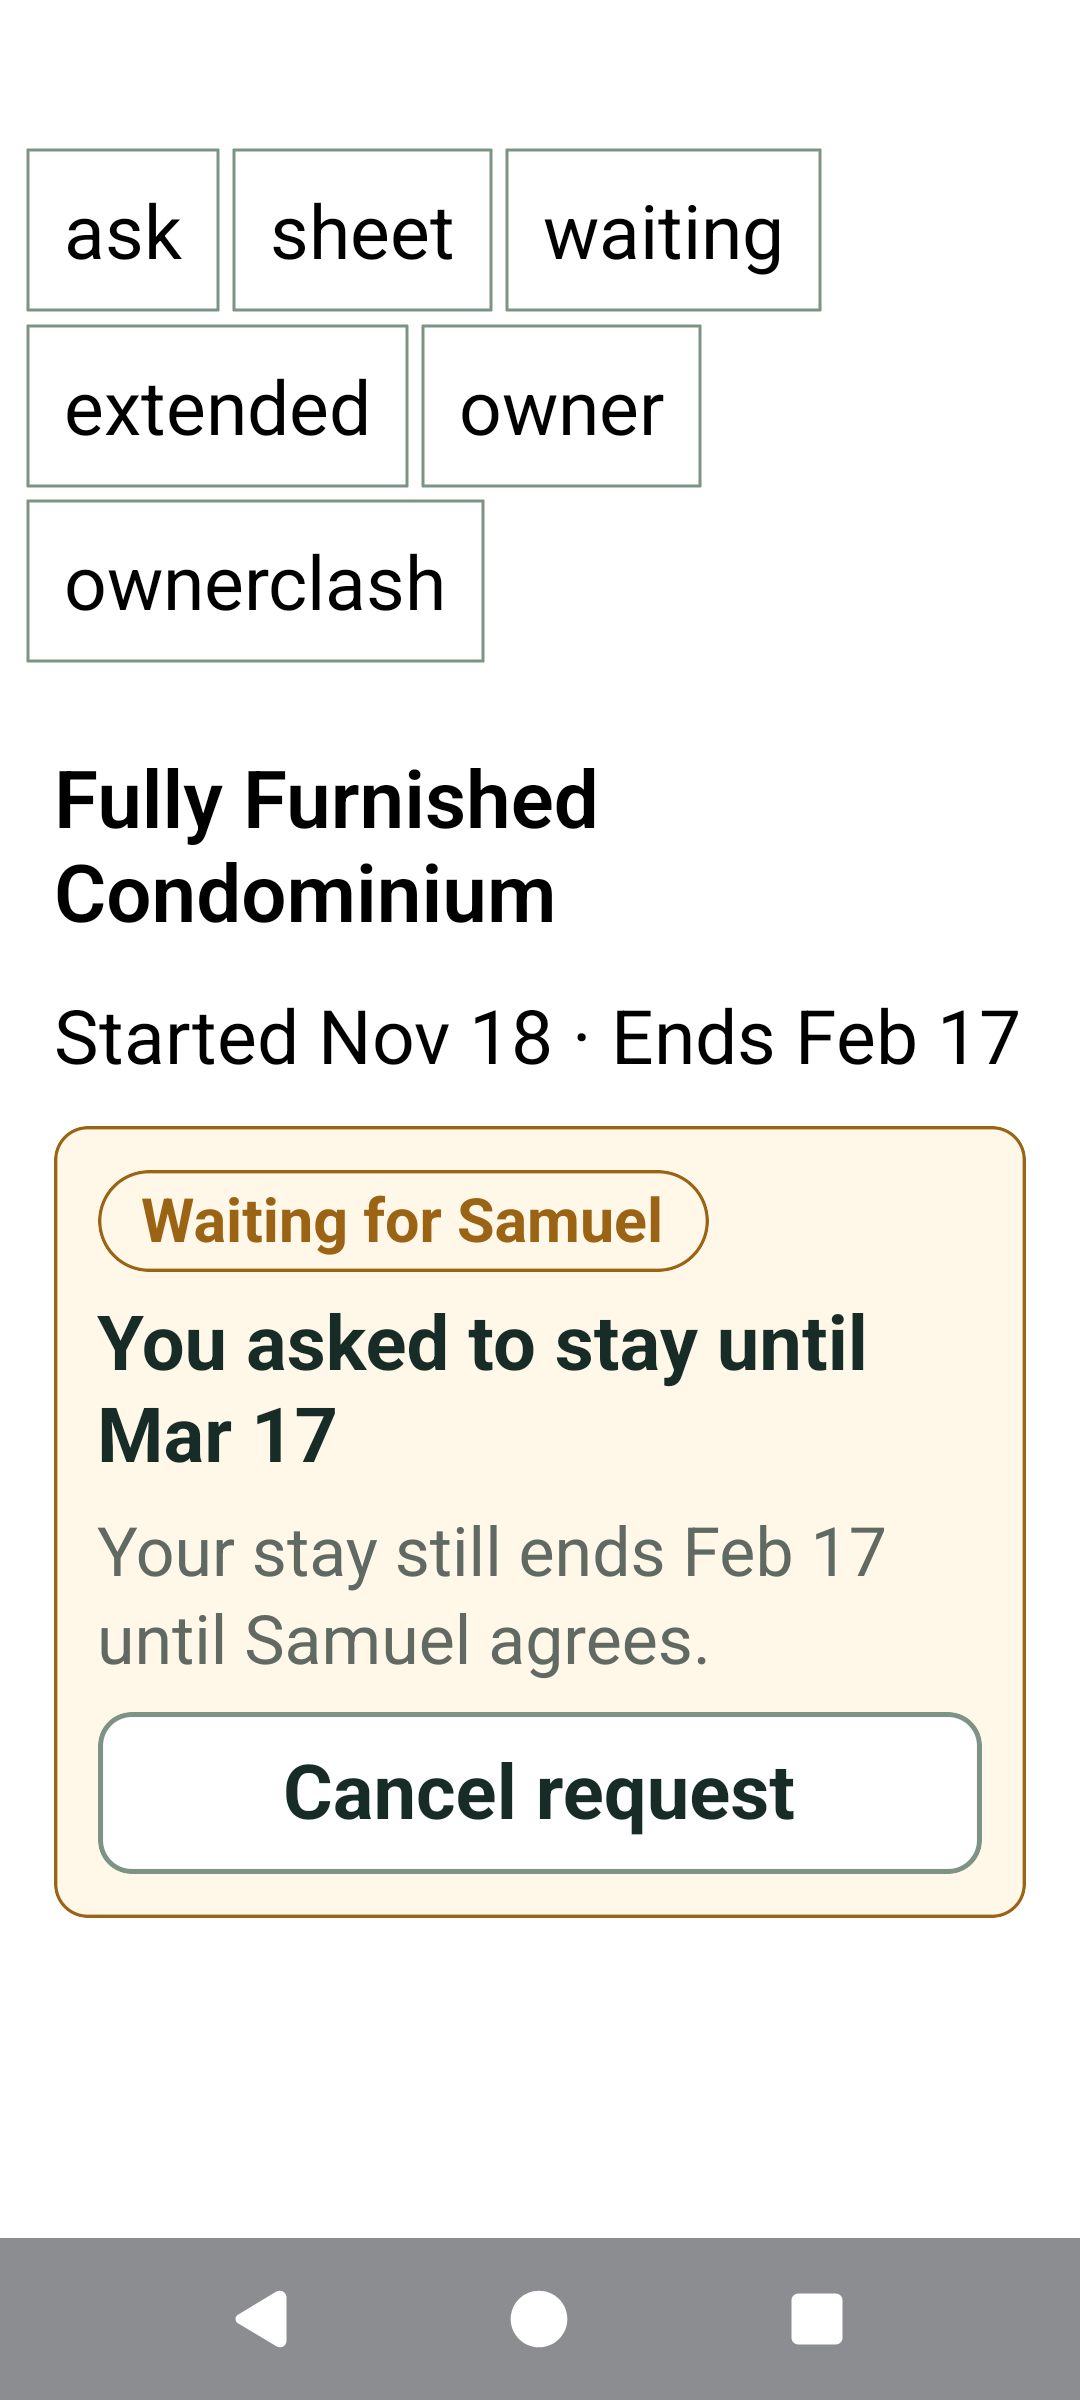 ask sheet waiting
extended owner
ownerclash
Fully Furnished
Condominium
Started Nov 18 · Ends Feb 17
Waiting for Samuel
You asked to stay until
Mar 17
Your stay still ends Feb 17
until Samuel agrees.
Cancel request